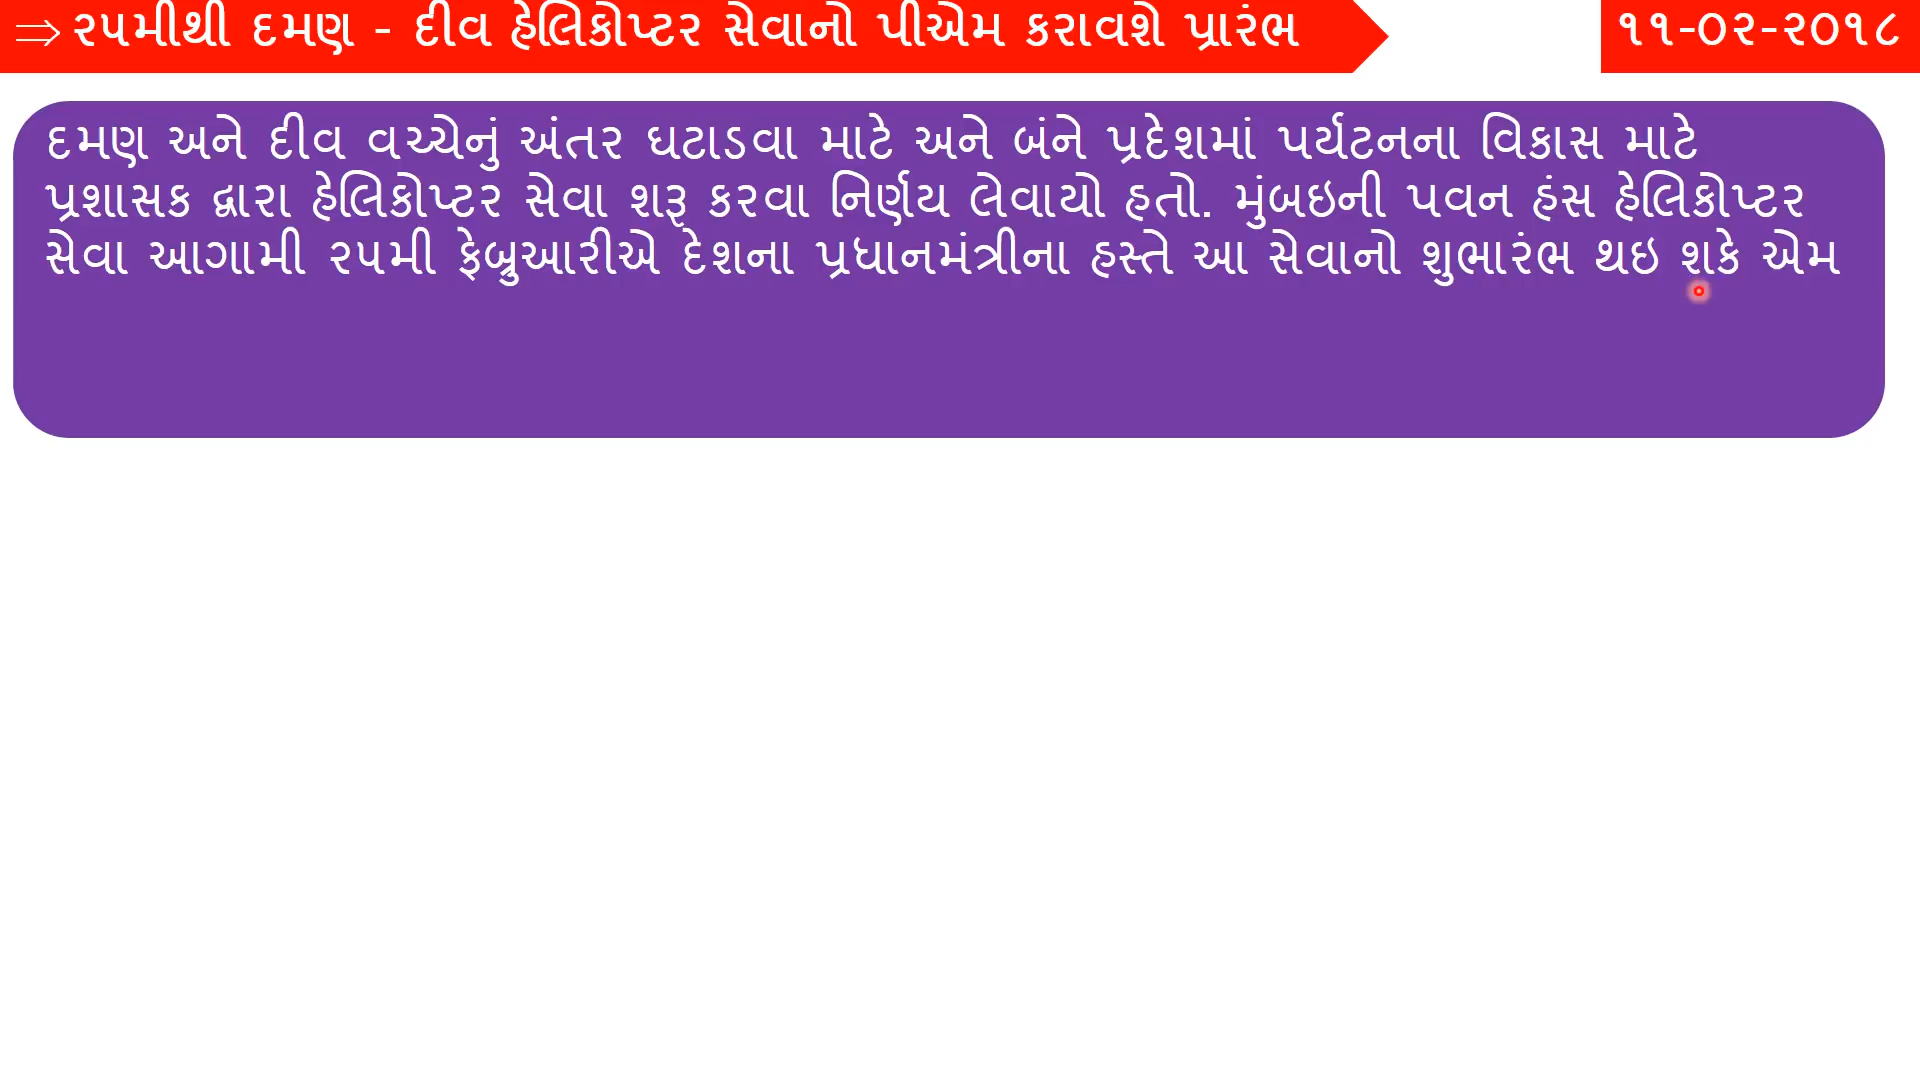 ⇒ ૨૫મીથી દમણ - દીવ હેલિકોપ્ટર સેવાનો પીએમ કરાવશે પ્રારંભ
૧૧-૦૨-૨૦૧૮
દમણ અને દીવ વચ્ચેનું અંતર ઘટાડવા માટે અને બંને પ્રદેશમાં પર્યટનના વિકાસ માટે
પ્રશાસક દ્વારા હેલિકોપ્ટર સેવા શરૂ કરવા નિર્ણય લેવાયો હતો. મુંબઇની પવન હંસ હેલિકોપ્ટર
સેવા આગામી ૨૫મી ફેબ્રુઆરીએ દેશના પ્રધાનમંત્રીના હસ્તે આ સેવાનો શુભારંભ થઇ શકે એમ